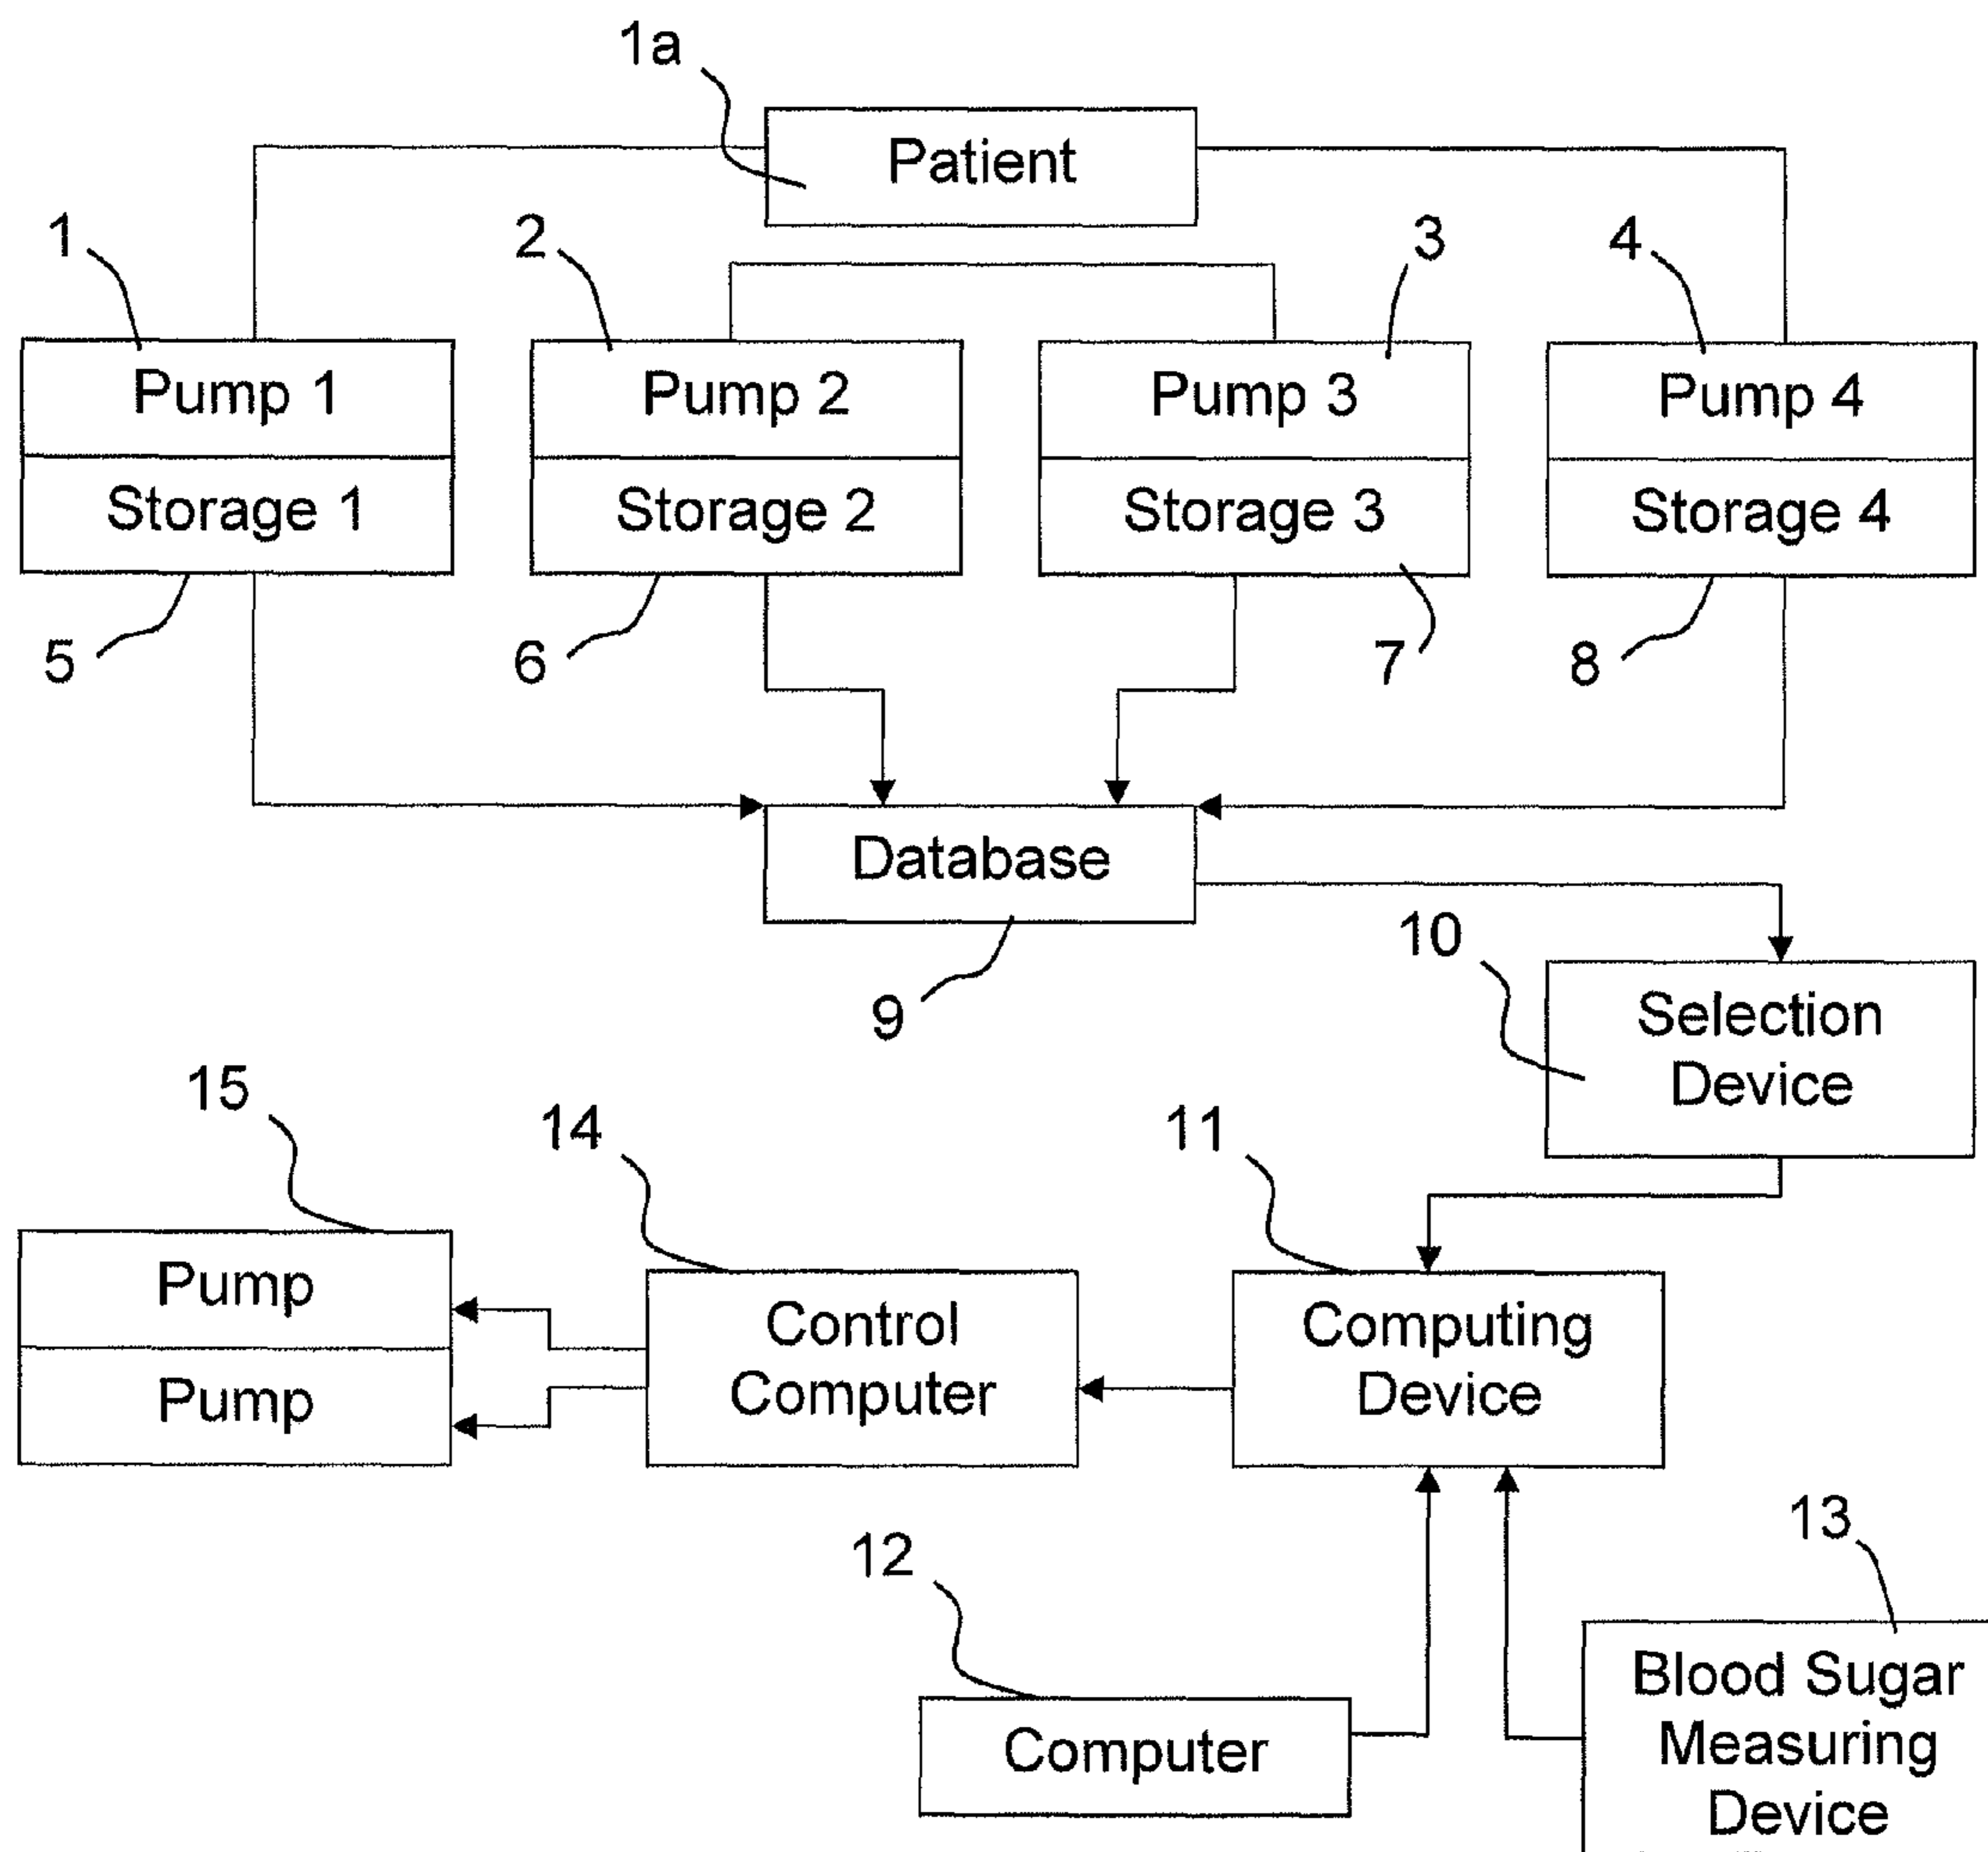 1a
Patient
1
2
3
4
Pump 1
Pump 2
Pump 3
Pump 4
Storage 1
Storage 2
Storage 3
Storage 4
5
6
7
8
Database
9
10
Selection
Device
15
14
11
Pump
Pump
Control
Computer
Computing
Device
12
13
Computer
Blood Sugar
Measuring
Device